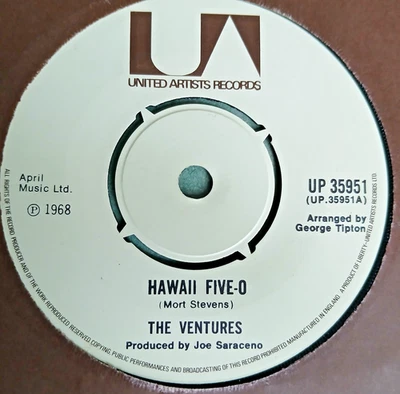 UA
UNITED ARTISTS RECORDS
April
Music Ltd.
Ⓟ 1968
UP 35951
(UP.35951A)
Arranged by
George Tipton
HAWAII FIVE-O
(Mort Stevens)
THE VENTURES
Produced by Joe Saraceno
ALL RIGHTS OF THE RECORD PRODUCER AND OF THE OWNER OF THE WORK REPRODUCED RESERVED. COPYING, PUBLIC PERFORMANCES AND BROADCASTING OF THIS RECORD PROHIBITED. MANUFACTURED IN ENGLAND. A PRODUCT OF LIBERTY-UNITED ARTISTS RECORDS LTD.